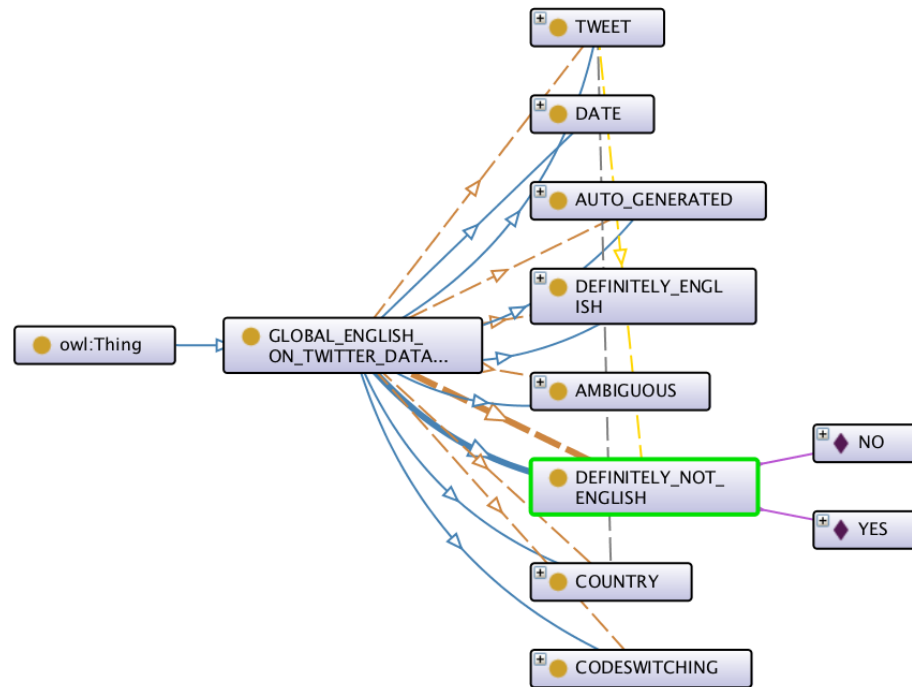 TWEET
DATE
AUTO_GENERATED
DEFINITELY_ENGL
ISH
owl:Thing
GLOBAL_ENGLISH_
ON_TWITTER_DATA...
AMBIGUOUS
DEFINITELY_NOT_
ENGLISH
NO
YES
COUNTRY
CODESWITCHING